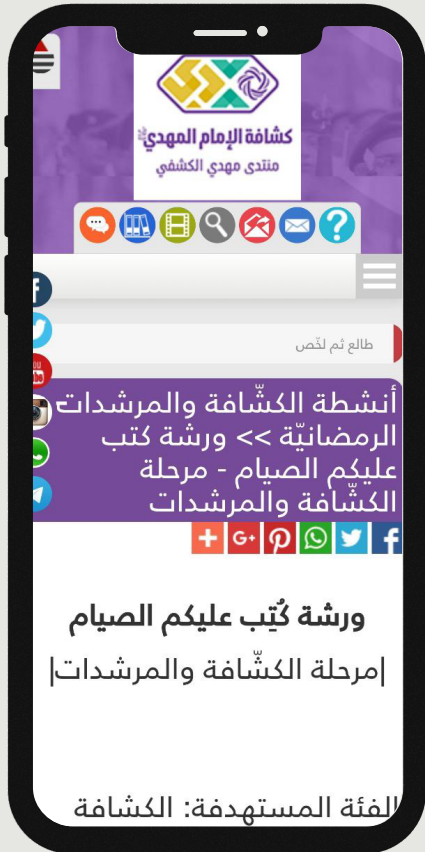 كشافة الإمام المهدي
منتدى مهدي الكشفي
طالع ثم لخّص
أنشطة الكشّافة والمرشدات
الرمضانيّة >> ورشة كتب
عليكم الصيام - مرحلة
الكشّافة والمرشدات
ورشة كُتِب عليكم الصيام
|مرحلة الكشّافة والمرشدات|
الفئة المستهدفة: الكشافة